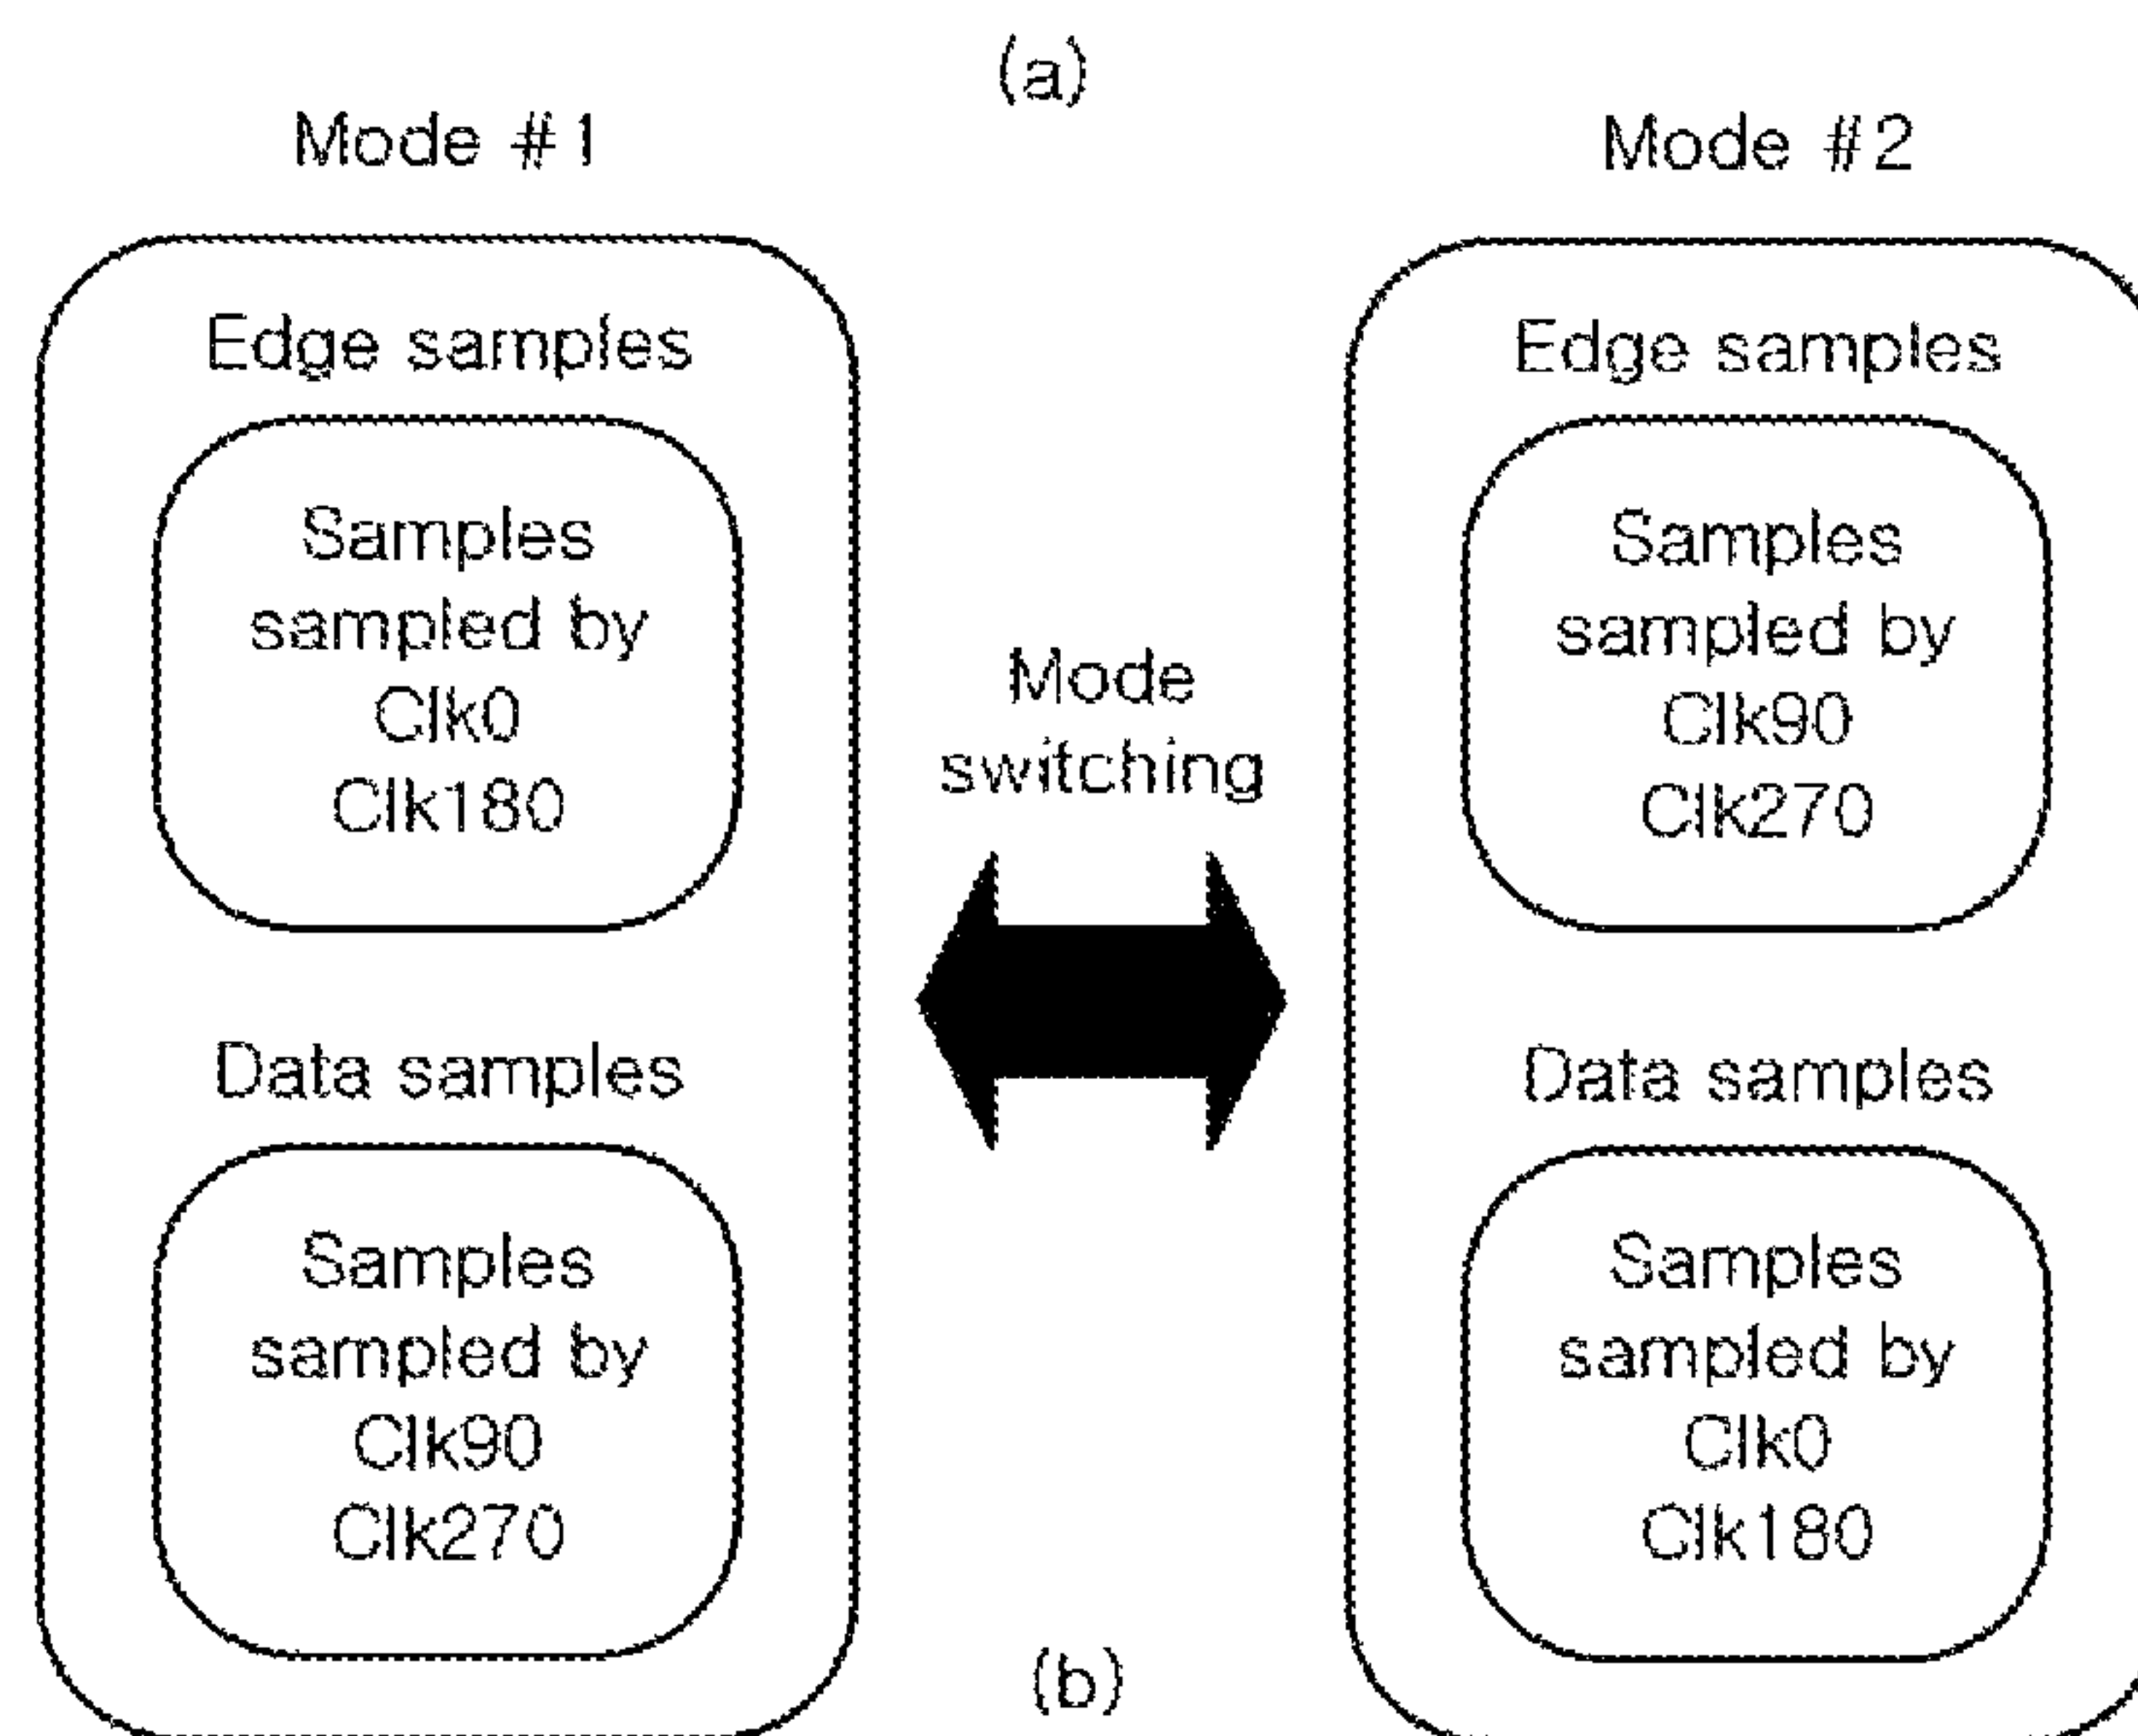 (a)
Mode #1
Edge samples
Samples
sampled by
Clk0
Clk180
Data samples
Samples
sampled by
Clk90
Clk270
Mode
switching
Mode #2
Edge samples
Samples
sampled by
Clk90
Clk270
Data samples
Samples
sampled by
Clk0
Clk180
(b)